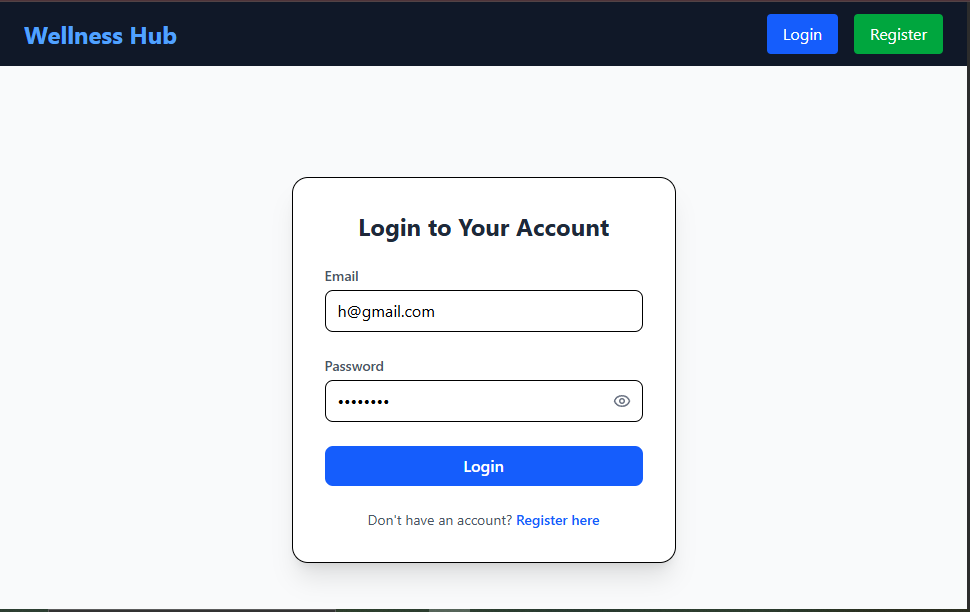 Wellness Hub
Login
Register
Login to Your Account
Email
h@gmail.com
Password
••••••••
Login
Don't have an account? Register here